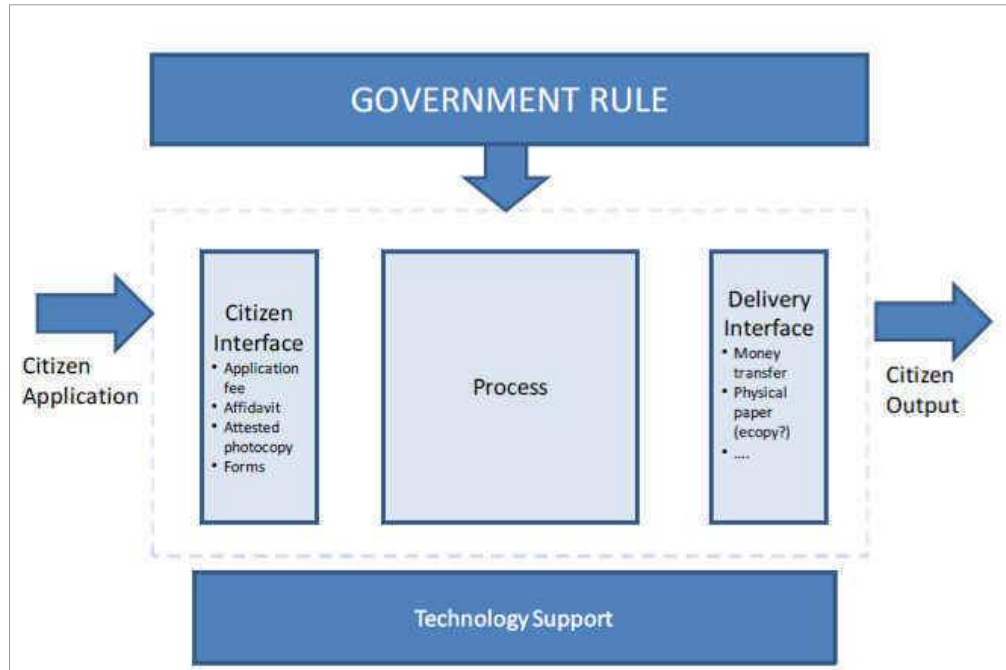 GOVERNMENT RULE
Citizen
Application
Citizen
Interface
• Application
fee
• Affidavit
• Attested
photocopy
• Forms
Process
Delivery
Interface
• Money
transfer
• Physical
paper
(ecopy?)
• ....
Citizen
Output
Technology Support